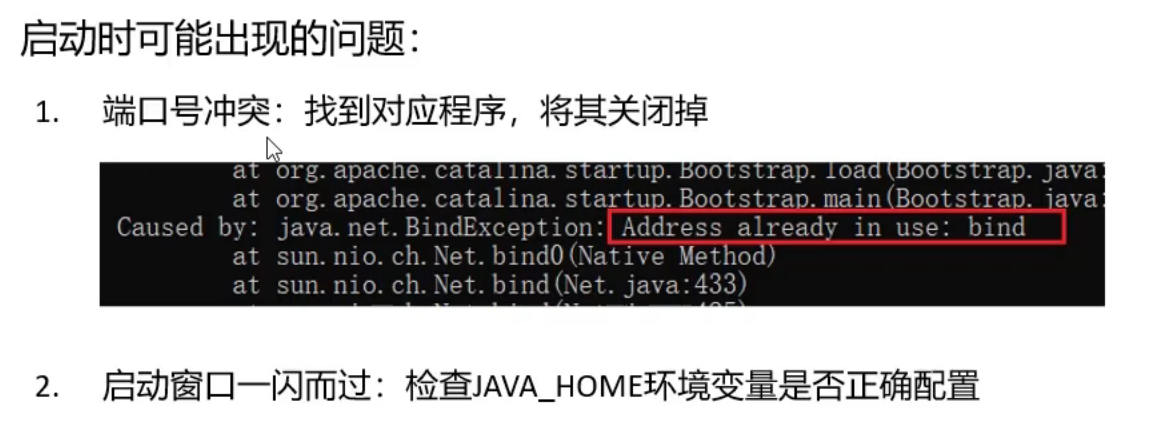 启动时可能出现的问题：
1. 端口号冲突：找到对应程序，将其关闭掉
at org.apache.catalina.startup.Bootstrap.load(Bootstrap.java:
at org.apache.catalina.startup.Bootstrap.main(Bootstrap.java:
Caused by: java.net.BindException: Address already in use: bind
at sun.nio.ch.Net.bind0(Native Method)
at sun.nio.ch.Net.bind(Net.java:433)
2. 启动窗口一闪而过：检查JAVA_HOME环境变量是否正确配置